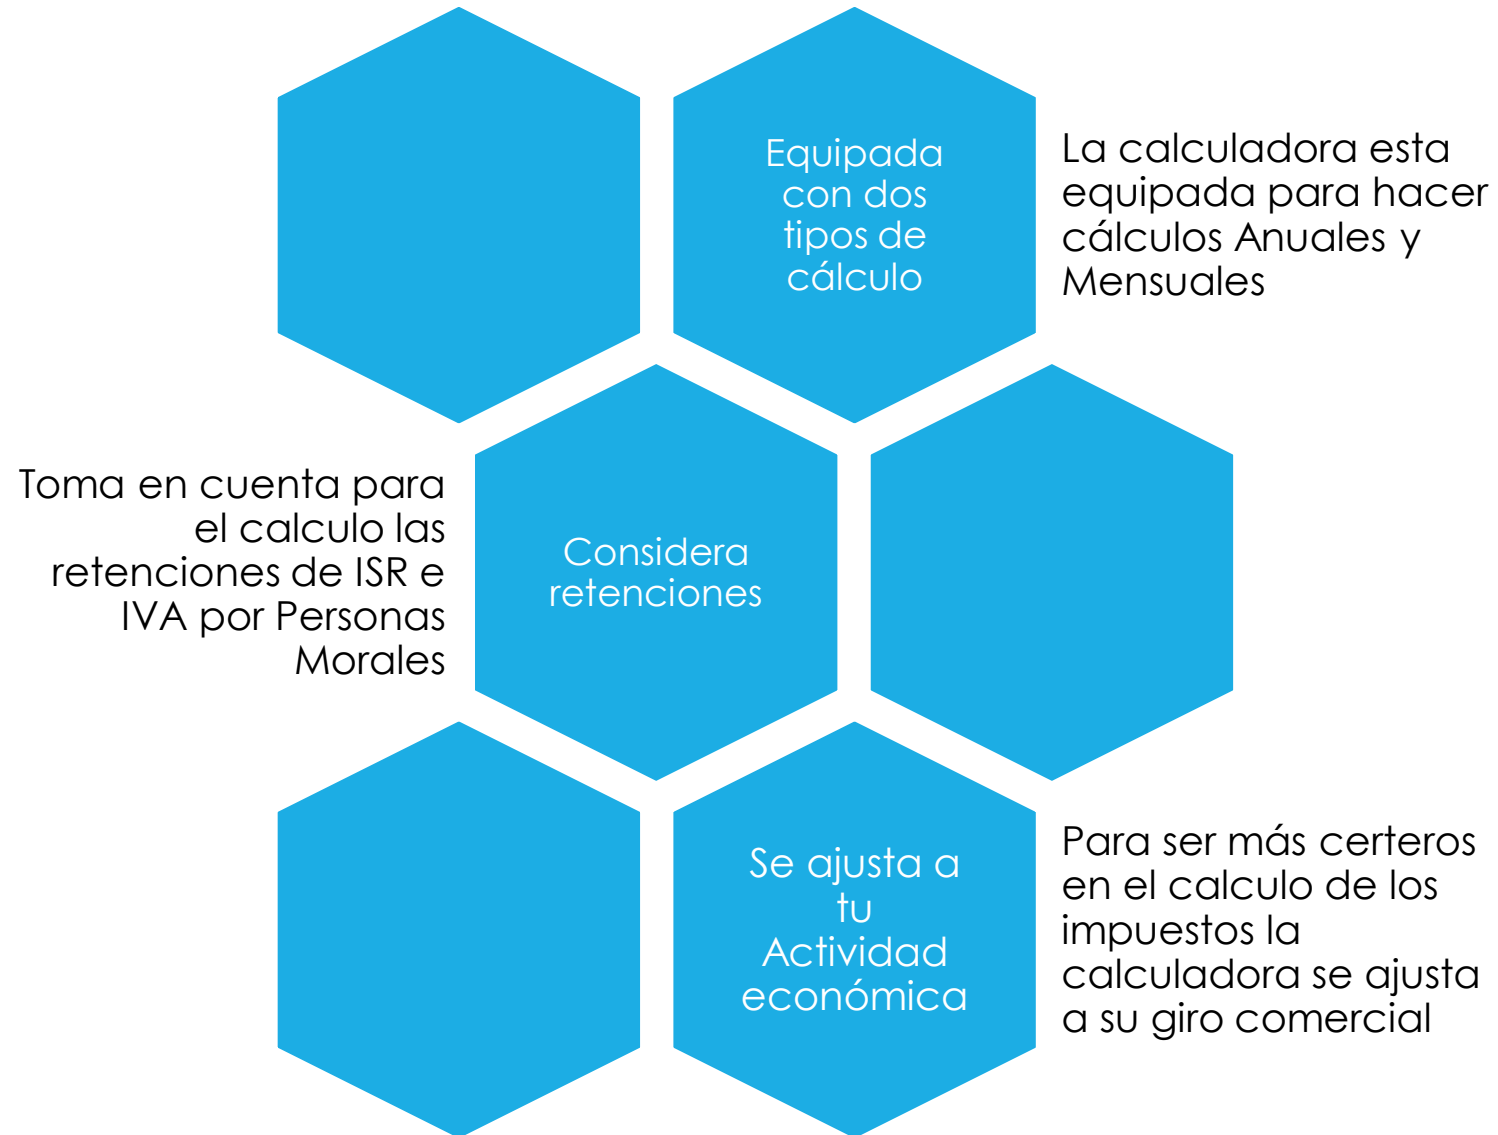 Equipada
con dos
tipos de
cálculo
La calculadora esta
equipada para hacer
cálculos Anuales y
Mensuales
Toma en cuenta para
el calculo las
retenciones de ISR e
IVA por Personas
Morales
Considera
retenciones
Se ajusta a
tu
Actividad
económica
Para ser más certeros
en el calculo de los
impuestos la
calculadora se ajusta
a su giro comercial